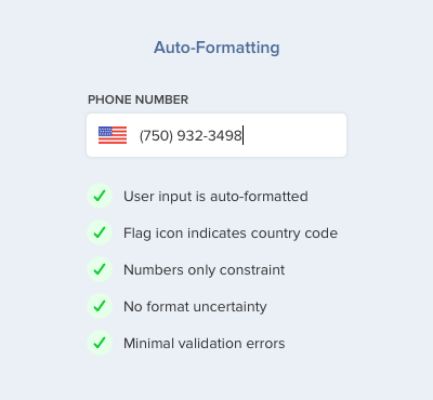 Auto-Formatting
PHONE NUMBER
(750) 932-3498
User input is auto-formatted
Flag icon indicates country code
Numbers only constraint
No format uncertainty
Minimal validation errors